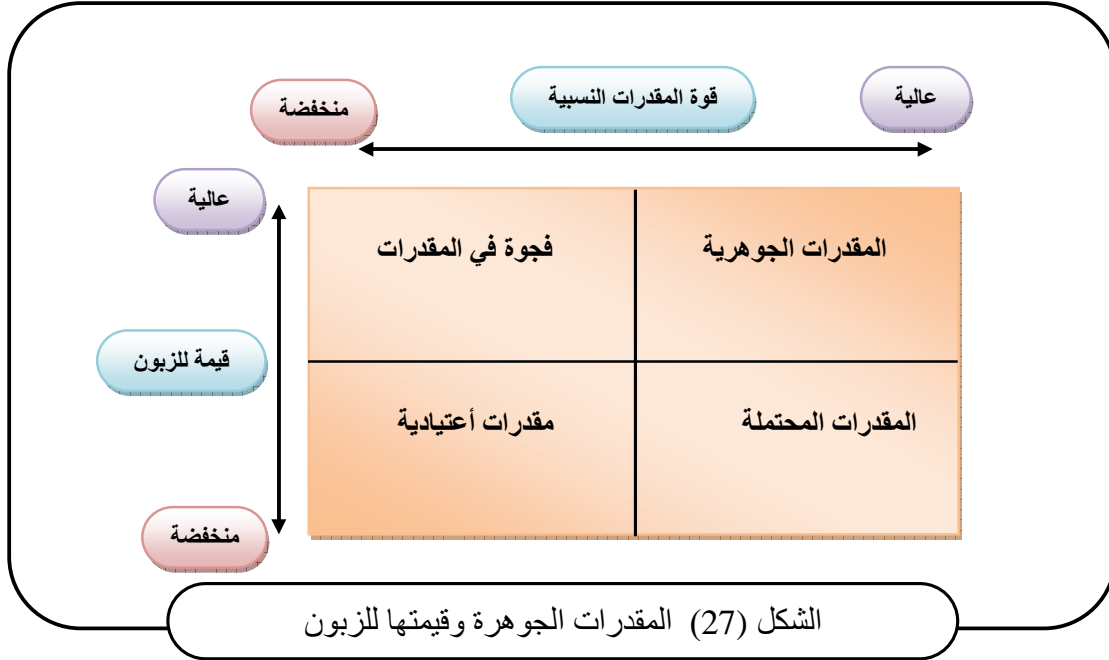 عالية
قوة المقدرات النسبية
منخفضة
عالية
المقدرات الجوهرية
فجوة في المقدرات
قيمة للزبون
المقدرات المحتملة
مقدرات أعتيادية
منخفضة
الشكل (27) المقدرات الجوهرة وقيمتها للزبون